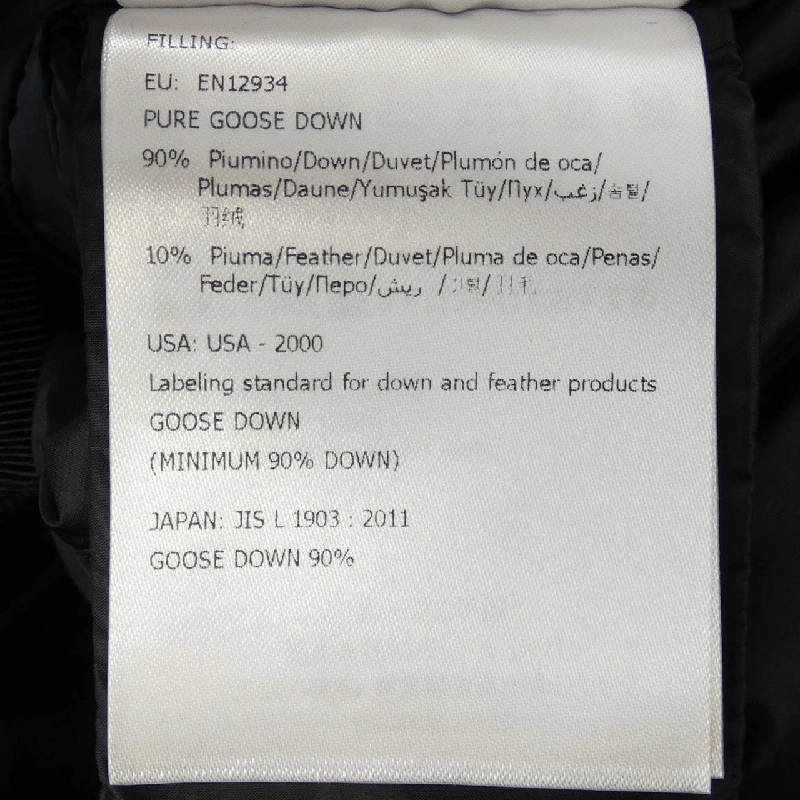 FILLING:
EU: EN12934
PURE GOOSE DOWN
90% Piumino/Down/Duvet/Plumón de oca/
Plumas/Daune/Yumuşak Tüy/Пух/زغب/솜털/
羽绒
10% Piuma/Feather/Duvet/Pluma de oca/Penas/
Feder/Tüy/Перо/ريش /깃털/羽毛
USA: USA - 2000
Labeling standard for down and feather products
GOOSE DOWN
(MINIMUM 90% DOWN)
JAPAN: JIS L 1903 : 2011
GOOSE DOWN 90%